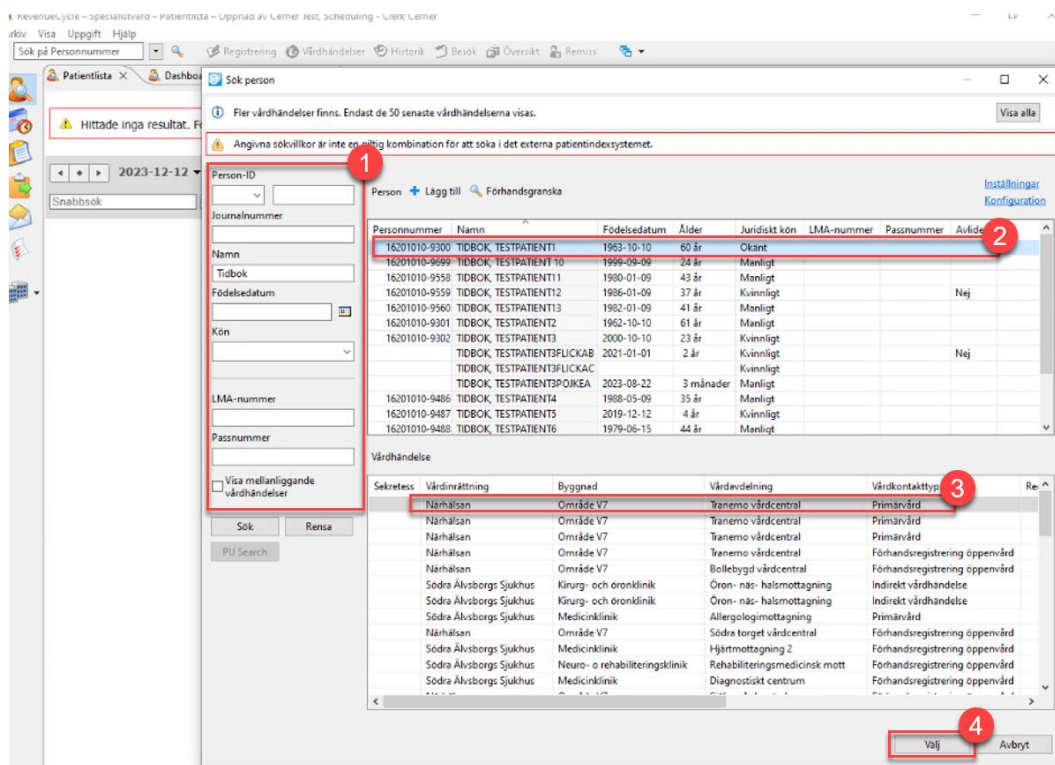 RevenueCycle – Specialistvård – Patientlista – Öppnad av Cerner Test, Scheduling - Clerk Cerner
Arkiv Visa Uppgift Hjälp
Sök på Personnummer Registrering Vårdhändelser Historik Besök Översikt Remiss
Patientlista Dashboa
Hittade inga resultat. Fö
2023-12-12
Snabbsök
Sök person
Fler vårdhändelser finns. Endast de 50 senaste vårdhändelserna visas. Visa alla
Angivna sökvillkor är inte en giltig kombination för att söka i det externa patientindexsystemet.
1
Person-ID
Journalnummer
Namn
Tidbok
Födelsedatum
Kön
LMA-nummer
Passnummer
Visa mellanliggande
vårdhändelser
Sök Rensa
PU Search
Person Lägg till Förhandsgranska
Inställningar
Konfiguration
Personnummer Namn Födelsedatum Ålder Juridiskt kön LMA-nummer Passnummer Avlide
2
16201010-9300 TIDBOK, TESTPATIENT1 1963-10-10 60 år Okänt
16201010-9699 TIDBOK, TESTPATIENT 10 1999-09-09 24 år Manligt
16201010-9558 TIDBOK, TESTPATIENT11 1980-01-09 43 år Manligt
16201010-9559 TIDBOK, TESTPATIENT12 1986-01-09 37 år Kvinnligt Nej
16201010-9560 TIDBOK, TESTPATIENT13 1982-01-09 41 år Manligt
16201010-9301 TIDBOK, TESTPATIENT2 1962-10-10 61 år Manligt
16201010-9302 TIDBOK, TESTPATIENT3 2000-10-10 23 år Kvinnligt
TIDBOK, TESTPATIENT3FLICKAB 2021-01-01 2 år Kvinnligt Nej
TIDBOK, TESTPATIENT3FLICKAC Kvinnligt
TIDBOK, TESTPATIENT3POJKEA 2023-08-22 3 månader Manligt
16201010-9486 TIDBOK, TESTPATIENT4 1988-05-09 35 år Manligt
16201010-9487 TIDBOK, TESTPATIENT5 2019-12-12 4 år Kvinnligt
16201010-9488 TIDBOK, TESTPATIENT6 1979-06-15 44 år Manligt
Vårdhändelse
Sekretess Vårdinrättning Byggnad Vårdavdelning Vårdkontakttyp Re
3
Närhälsan Område V7 Tranemo vårdcentral Primärvård
Närhälsan Område V7 Tranemo vårdcentral Primärvård
Närhälsan Område V7 Tranemo vårdcentral Primärvård
Närhälsan Område V7 Tranemo vårdcentral Förhandsregistrering öppenvård
Närhälsan Område V7 Bollebygd vårdcentral Förhandsregistrering öppenvård
Södra Älvsborgs Sjukhus Kirurg- och öronklinik Öron- näs- halsmottagning Indirekt vårdhändelse
Södra Älvsborgs Sjukhus Kirurg- och öronklinik Öron- näs- halsmottagning Indirekt vårdhändelse
Södra Älvsborgs Sjukhus Medicinklinik Allergologimottagning Primärvård
Närhälsan Område V7 Södra torget vårdcentral Förhandsregistrering öppenvård
Södra Älvsborgs Sjukhus Medicinklinik Hjärtmottagning 2 Förhandsregistrering öppenvård
Södra Älvsborgs Sjukhus Neuro- o rehabiliteringsklinik Rehabiliteringsmedicinsk mott Förhandsregistrering öppenvård
Södra Älvsborgs Sjukhus Medicinklinik Diagnostiskt centrum Förhandsregistrering öppenvård
4
Välj Avbryt